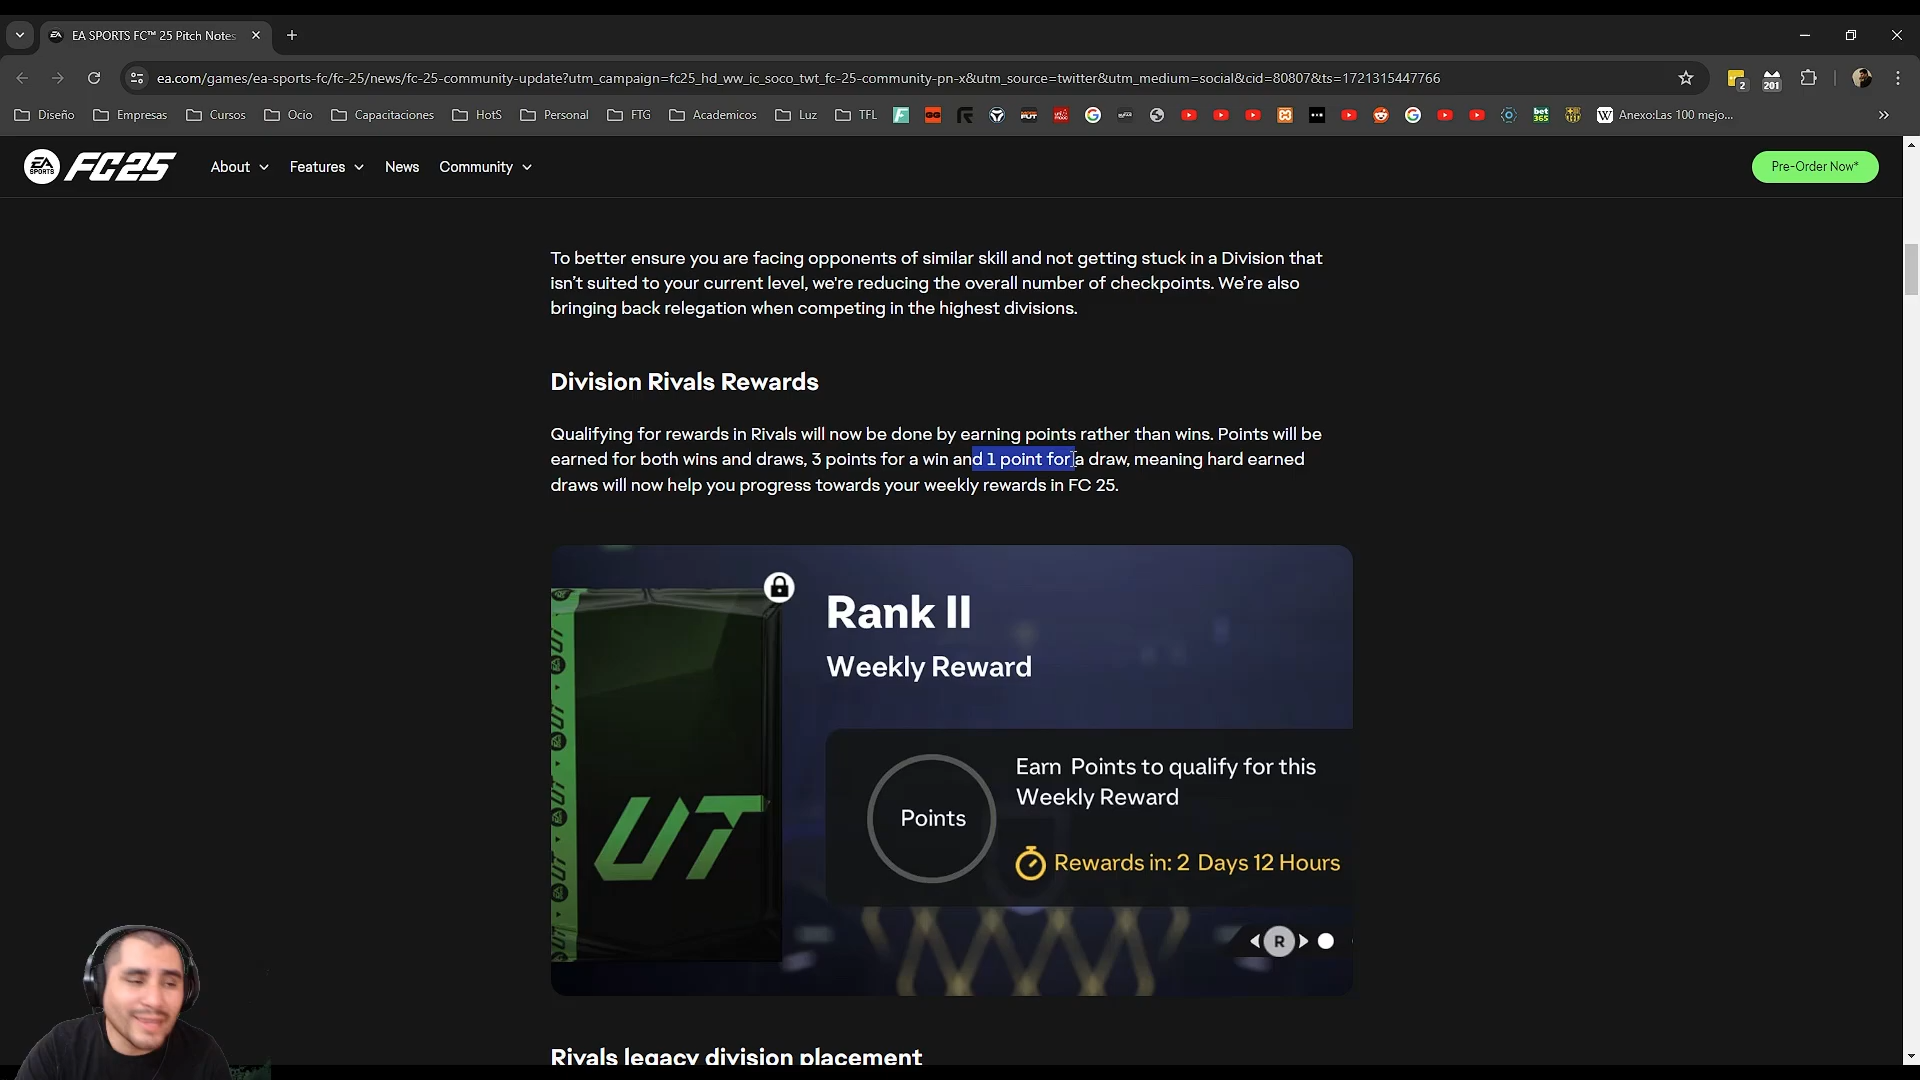 EA SPORTS FC™ 25 Pitch Notes
ea.com/games/ea-sports-fc/fc-25/news/fc-25-community-update?utm_campaign=fc25_hd_ww_ic_soco_twt_fc-25-community-pn-x&utm_source=twitter&utm_medium=social&cid=80807&ts=1721315447766
2
201
Diseño
Empresas
Cursos
Ocio
Capacitaciones
HotS
Personal
FTG
Academicos
Luz
TFL
bet365
Anexo:Las 100 mejo...
EA SPORTS FC25
About
Features
News
Community
Pre-Order Now*
To better ensure you are facing opponents of similar skill and not getting stuck in a Division that
isn’t suited to your current level, we're reducing the overall number of checkpoints. We’re also
bringing back relegation when competing in the highest divisions.
Division Rivals Rewards
Qualifying for rewards in Rivals will now be done by earning points rather than wins. Points will be
earned for both wins and draws, 3 points for a win and 1 point for a draw, meaning hard earned
draws will now help you progress towards your weekly rewards in FC 25.
Rank II
Weekly Reward
Earn Points to qualify for this
Weekly Reward
Points
Rewards in: 2 Days 12 Hours
UT
R
Rivals legacy division placement